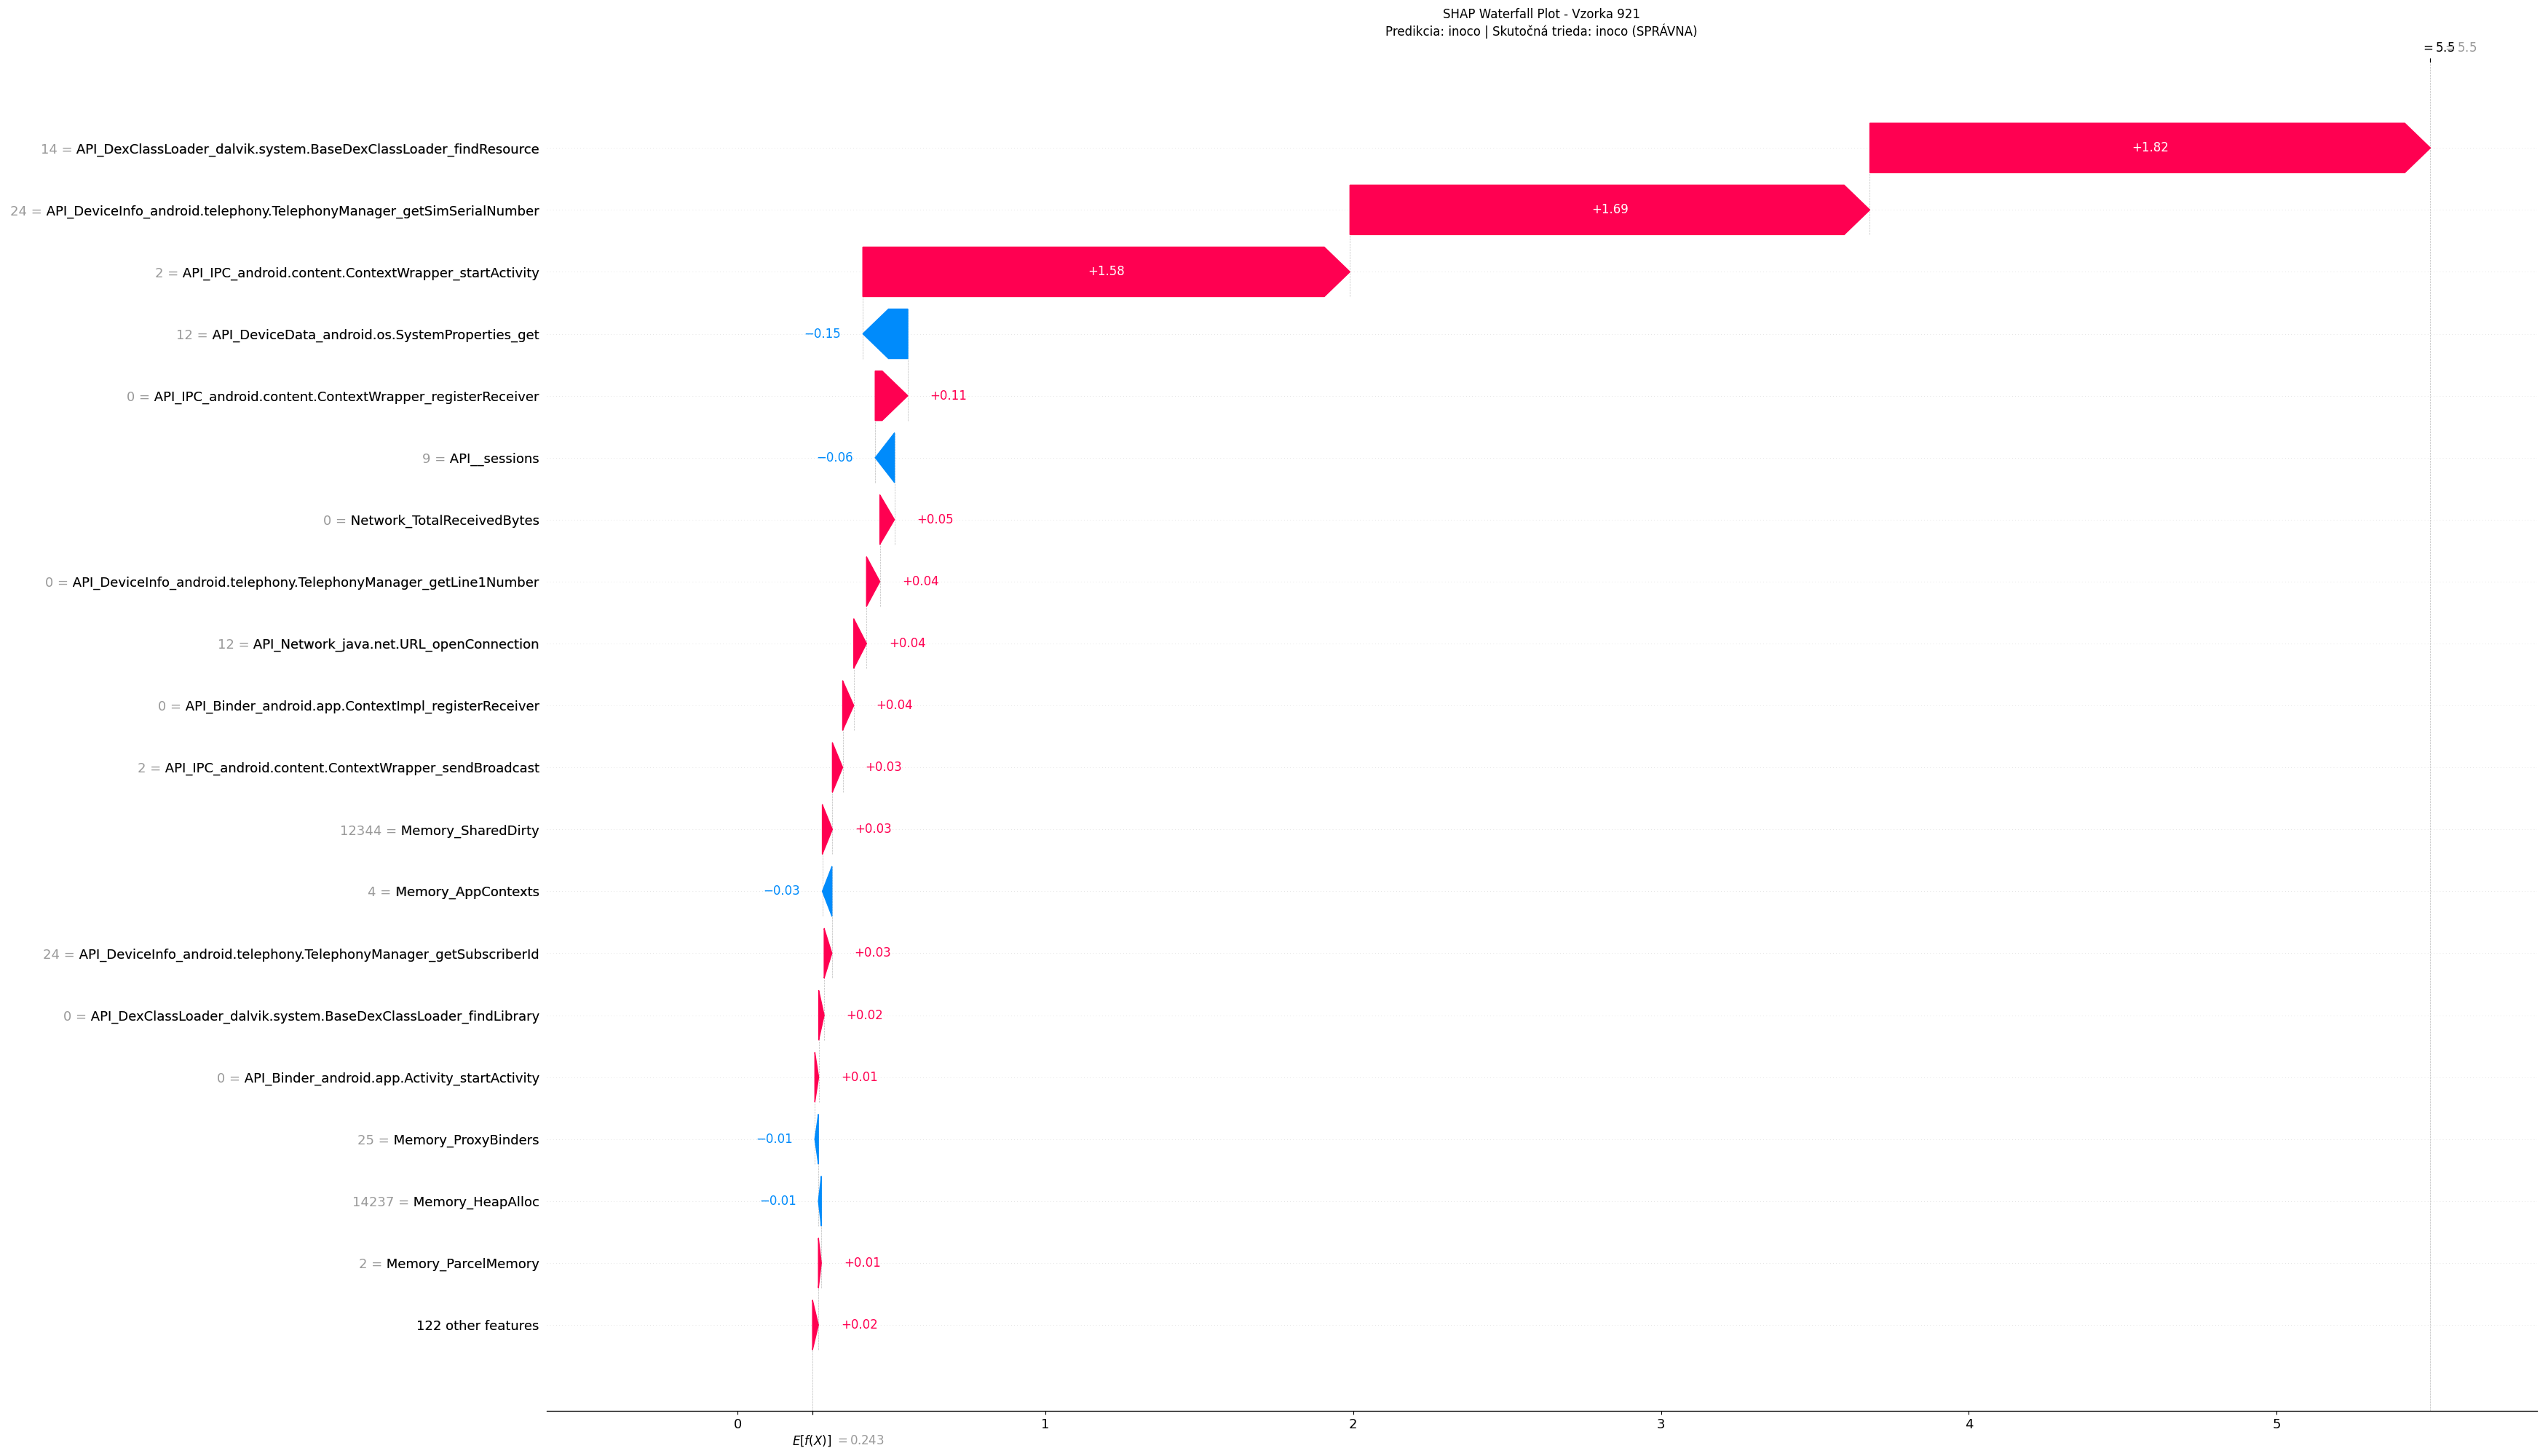 SHAP Waterfall Plot - Vzorka 921
Predikcia: inoco | Skutočná trieda: inoco (SPRÁVNA)
= 5.5 5.5
14 = API_DexClassLoader_dalvik.system.BaseDexClassLoader_findResource +1.82
24 = API_DeviceInfo_android.telephony.TelephonyManager_getSimSerialNumber +1.69
2 = API_IPC_android.content.ContextWrapper_startActivity +1.58
12 = API_DeviceData_android.os.SystemProperties_get −0.15
0 = API_IPC_android.content.ContextWrapper_registerReceiver +0.11
9 = API__sessions −0.06
0 = Network_TotalReceivedBytes +0.05
0 = API_DeviceInfo_android.telephony.TelephonyManager_getLine1Number +0.04
12 = API_Network_java.net.URL_openConnection +0.04
0 = API_Binder_android.app.ContextImpl_registerReceiver +0.04
2 = API_IPC_android.content.ContextWrapper_sendBroadcast +0.03
12344 = Memory_SharedDirty +0.03
4 = Memory_AppContexts −0.03
24 = API_DeviceInfo_android.telephony.TelephonyManager_getSubscriberId +0.03
0 = API_DexClassLoader_dalvik.system.BaseDexClassLoader_findLibrary +0.02
0 = API_Binder_android.app.Activity_startActivity +0.01
25 = Memory_ProxyBinders −0.01
14237 = Memory_HeapAlloc −0.01
2 = Memory_ParcelMemory +0.01
122 other features +0.02
0 1 2 3 4 5
E[f(X)] = 0.243